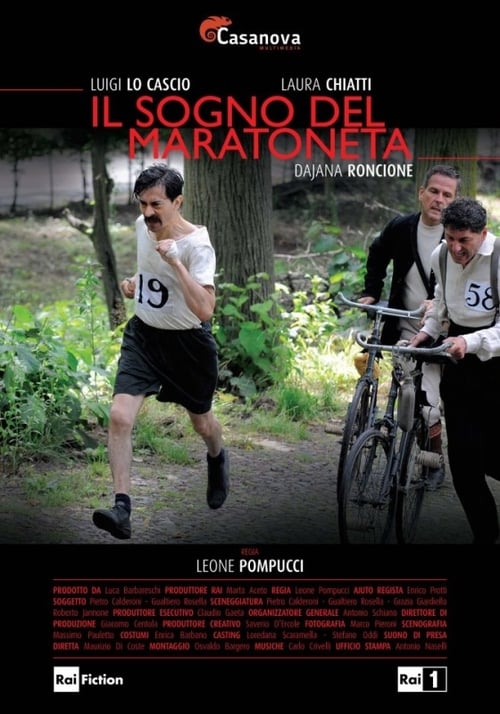 Casanova
MULTIMEDIA
LUIGI LO CASCIO LAURA CHIATTI
IL SOGNO DEL
MARATONETA
DAJANA RONCIONE
19
58
REGIA
LEONE POMPUCCI
PRODOTTO DA Luca Barbareschi PRODUTTORE RAI Marta Aceto REGIA Leone Pompucci AIUTO REGISTA Enrico Protti
SOGGETTO Pietro Calderoni - Gualtiero Rosella SCENEGGIATURA Pietro Calderoni - Gualtiero Rosella - Grazia Giardiello
Roberto Jannone PRODUTTORE ESECUTIVO Claudio Gaeta ORGANIZZATORE GENERALE Antonio Schiano DIRETTORE DI
PRODUZIONE Giacomo Centola PRODUTTORE CREATIVO Saverio D'Ercole FOTOGRAFIA Marco Pieroni SCENOGRAFIA
Massimo Pauletto COSTUMI Enrica Barbano CASTING Loredana Scaramella - Stefano Oddi SUONO DI PRESA
DIRETTA Maurizio Di Coste MONTAGGIO Osvaldo Bargero MUSICHE Carlo Crivelli UFFICIO STAMPA Antonio Naselli
Rai Fiction Rai 1